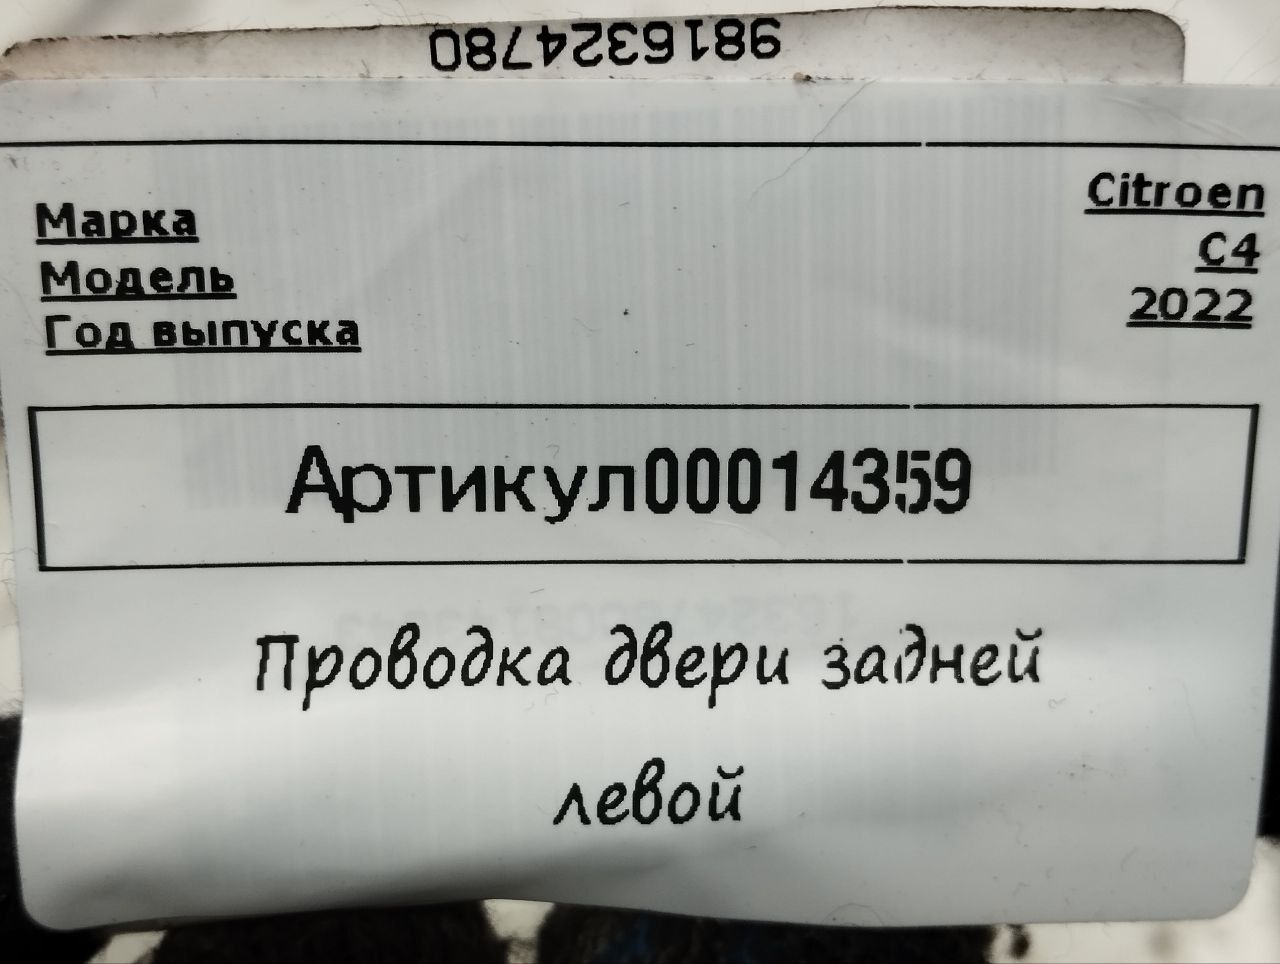 9816324780
Марка Citroen
Модель C4
Год выпуска 2022
Артикул00014359
Проводка двери задней
левой